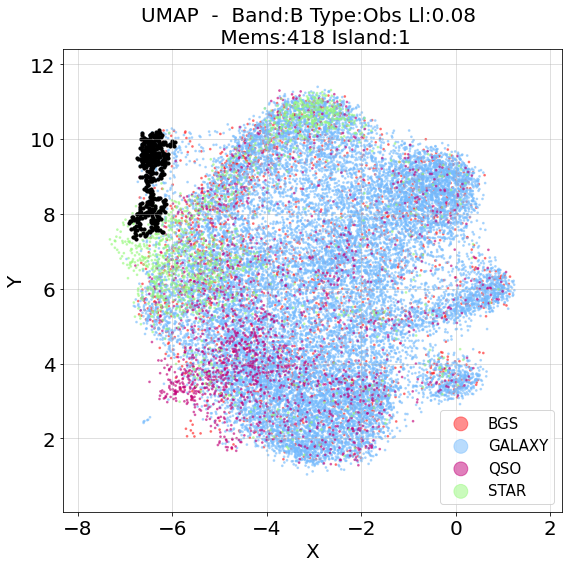 UMAP  -  Band:B Type:Obs Ll:0.08
Mems:418 Island:1
12
10
8
6
4
2
Y
−8
−6
−4
−2
0
2
X
BGS
GALAXY
QSO
STAR